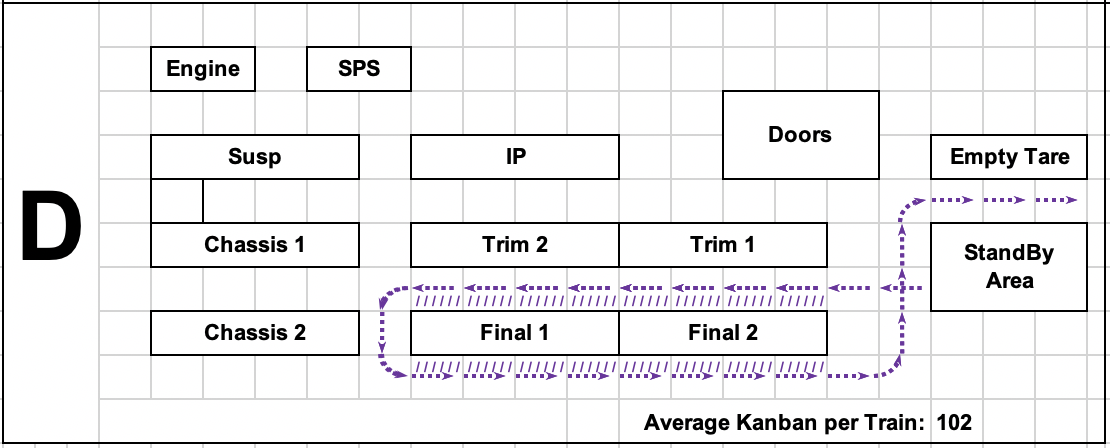 Engine
SPS
Doors
Susp
IP
Empty Tare
D
Chassis 1
Trim 2
Trim 1
StandBy
Area
Chassis 2
Final 1
Final 2
Average Kanban per Train: 102